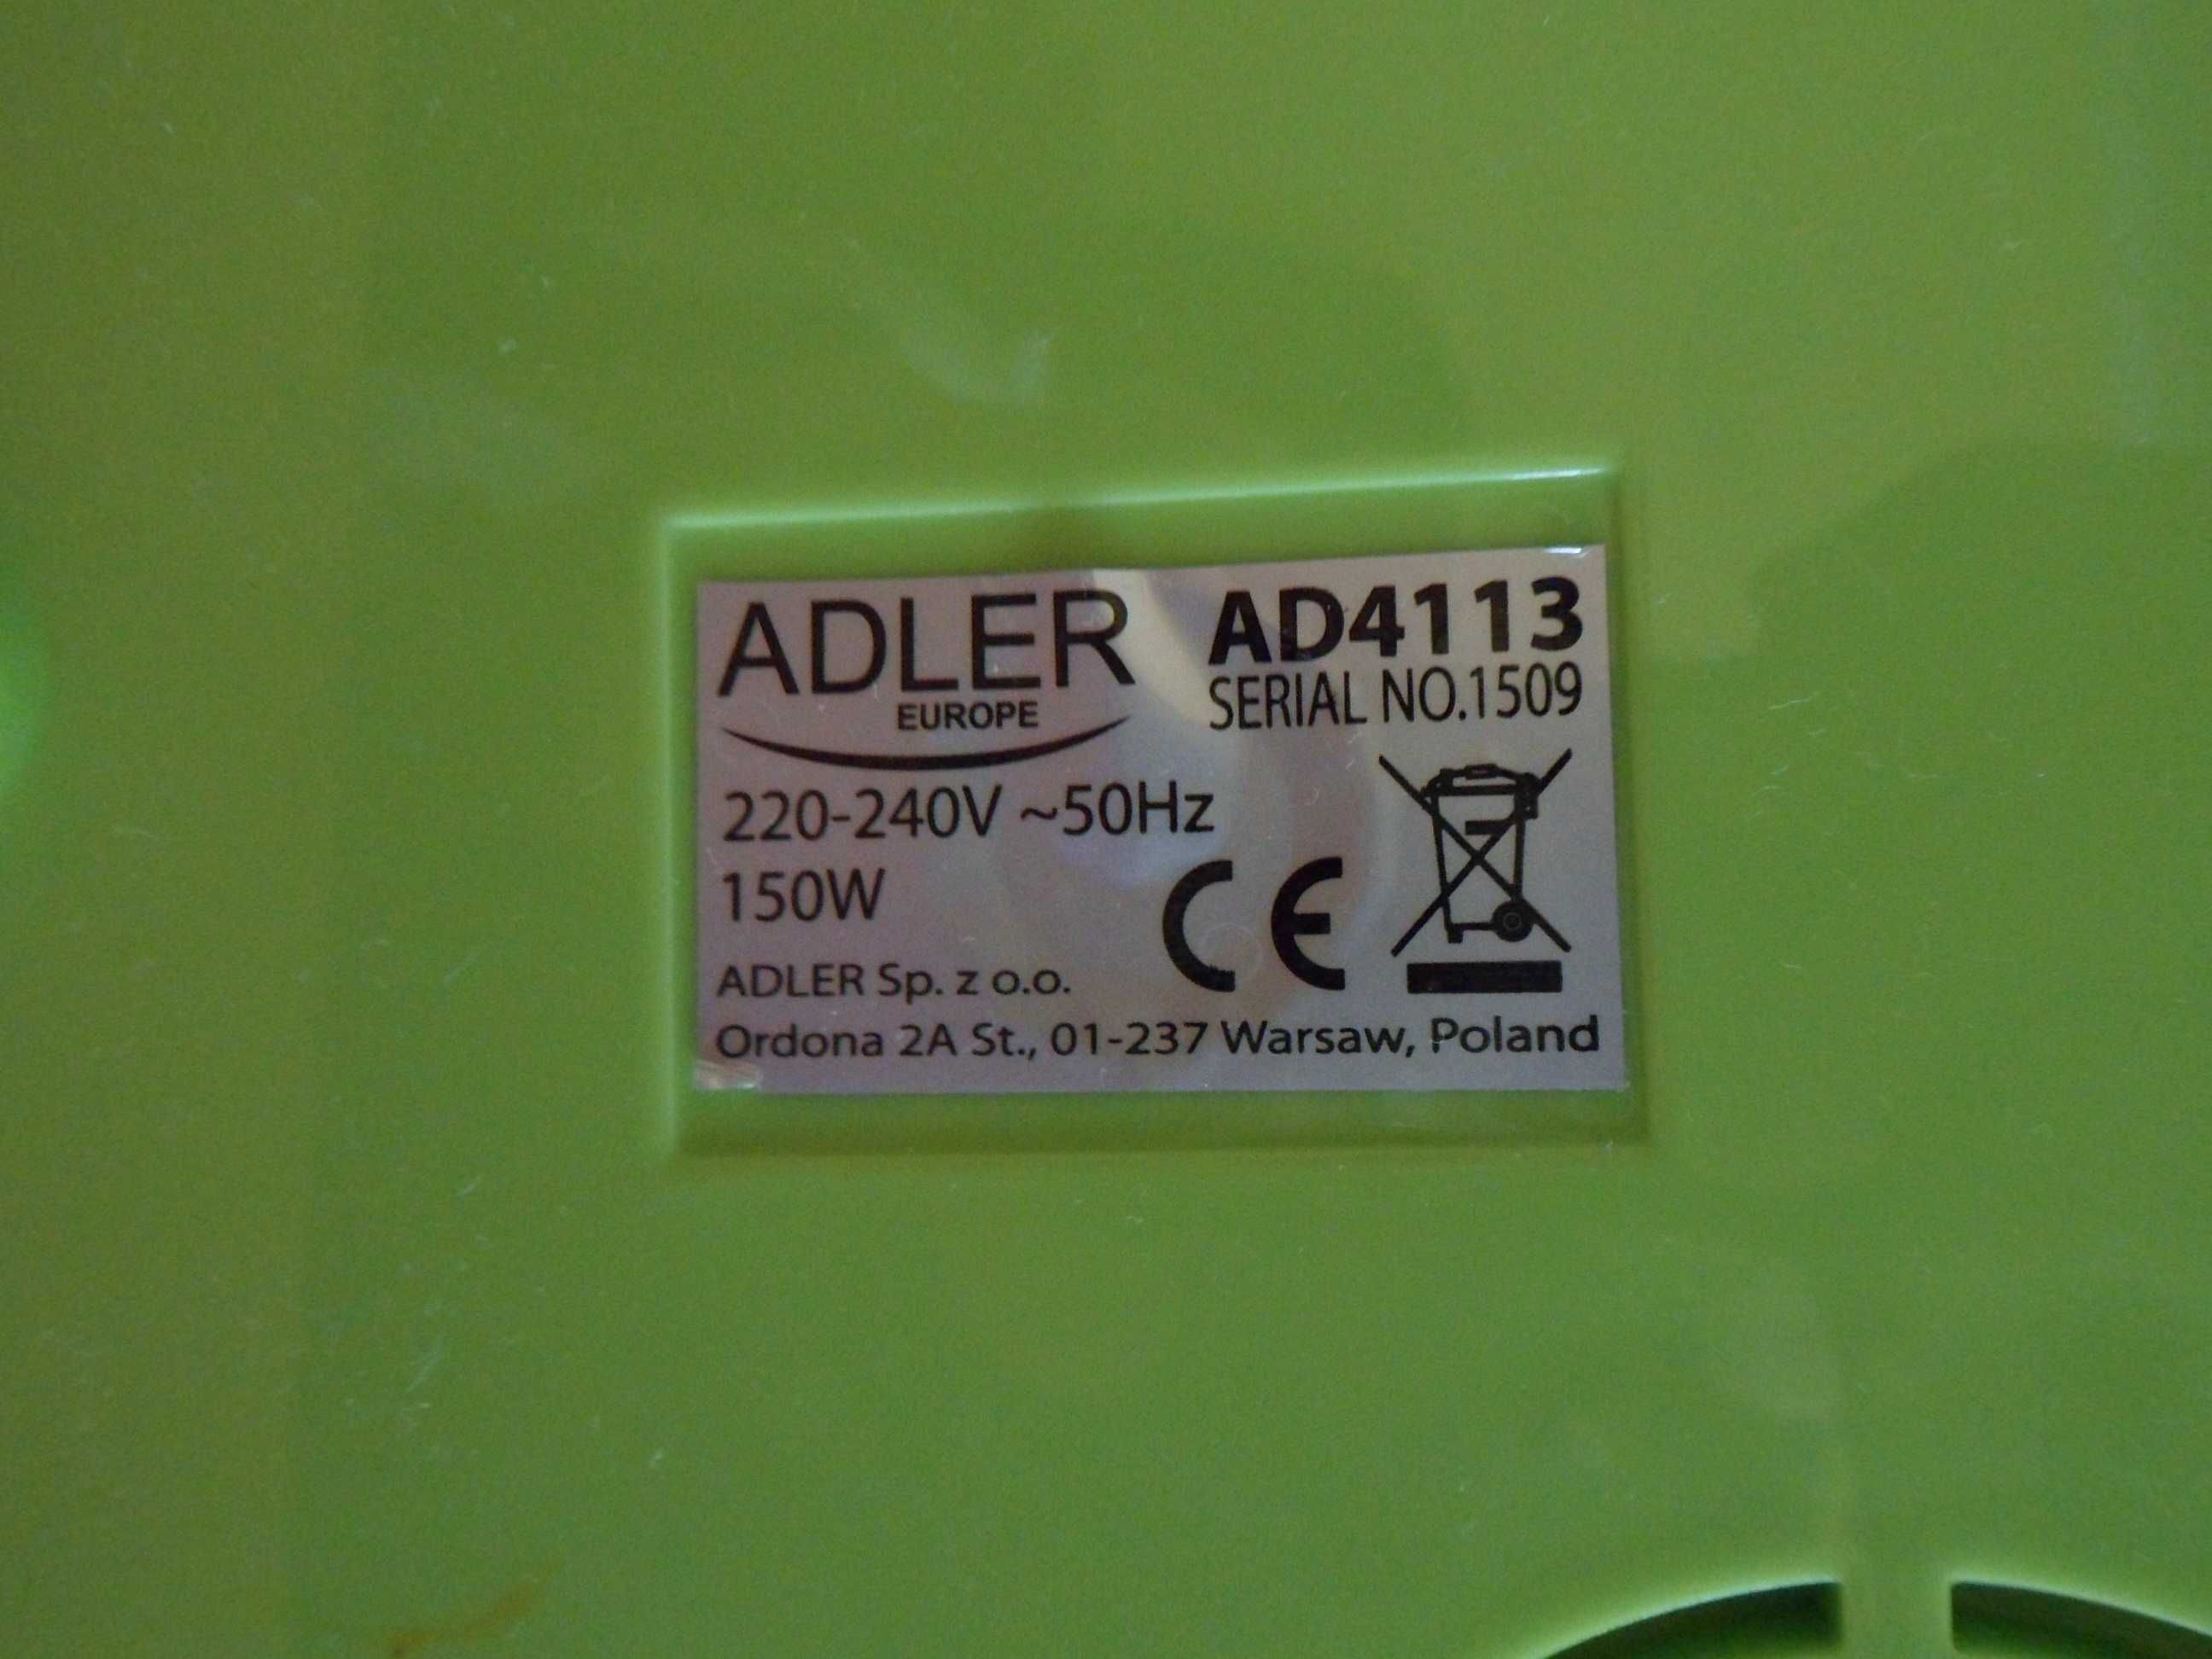 ADLER
EUROPE
AD4113
SERIAL NO.1509
220-240V ~50Hz
150W
CE
ADLER Sp. z o.o.
Ordona 2A St., 01-237 Warsaw, Poland